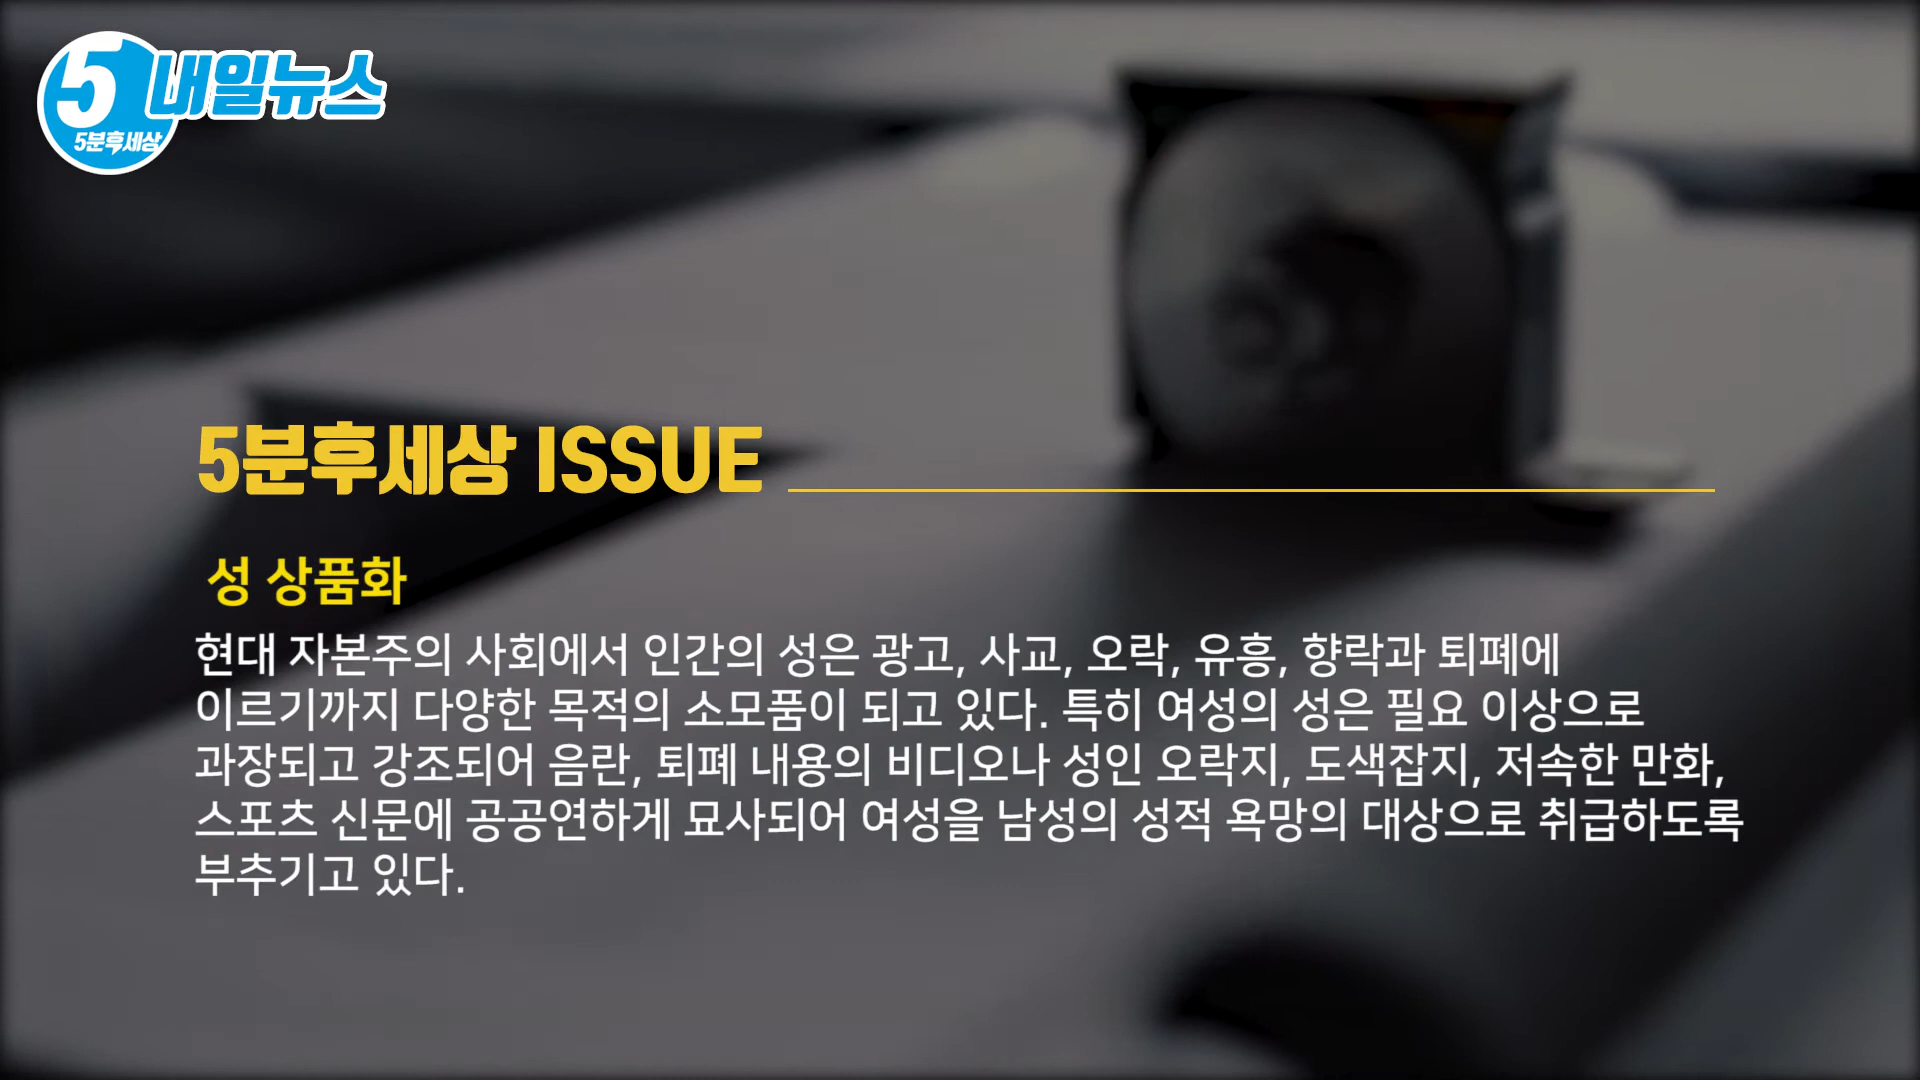 5 내일뉴스
5분후세상
5분후세상 ISSUE
성 상품화
현대 자본주의 사회에서 인간의 성은 광고, 사교, 오락, 유흥, 향락과 퇴폐에
이르기까지 다양한 목적의 소모품이 되고 있다. 특히 여성의 성은 필요 이상으로
과장되고 강조되어 음란, 퇴폐 내용의 비디오나 성인 오락지, 도색잡지, 저속한 만화,
스포츠 신문에 공공연하게 묘사되어 여성을 남성의 성적 욕망의 대상으로 취급하도록
부추기고 있다.